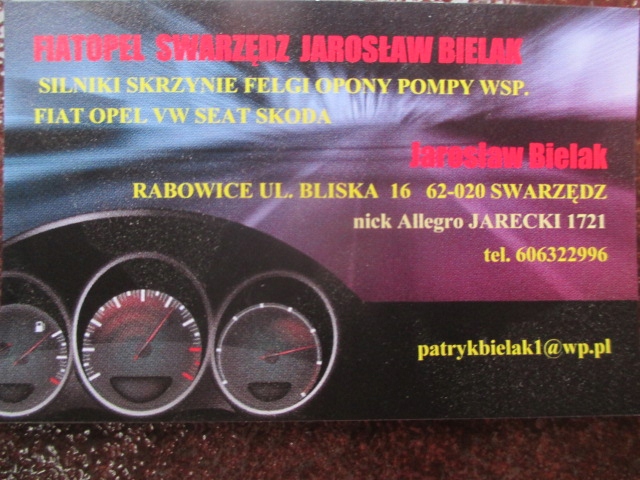 FIATOPEL SWARZĘDZ JAROSŁAW BIELAK
SILNIKI SKRZYNIE FELGI OPONY POMPY WSP.
FIAT OPEL VW SEAT SKODA
Jarosław Bielak
RABOWICE UL. BLISKA 16 62-020 SWARZĘDZ
nick Allegro JARECKI 1721
tel. 606322996
patrykbielak1@wp.pl